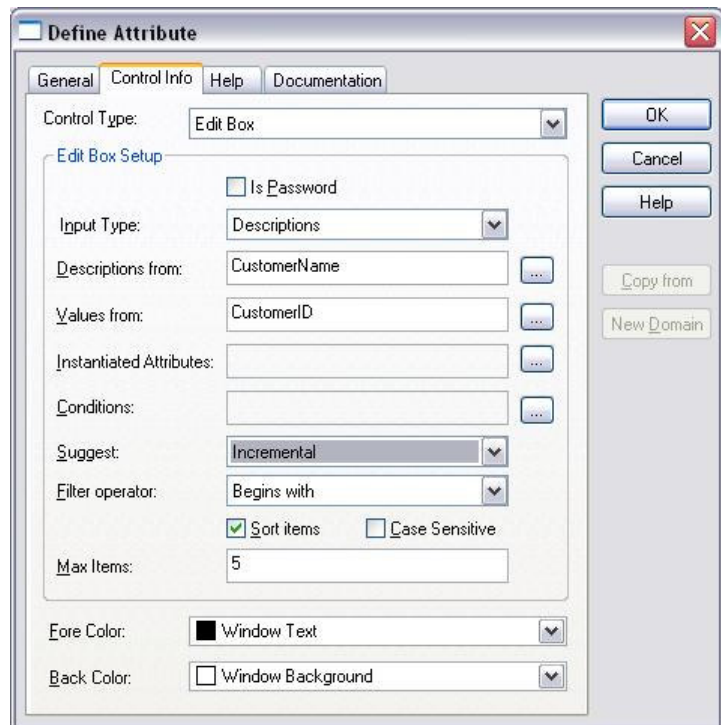 Define Attribute
General Control Info Help Documentation
Control Type: Edit Box
OK
Edit Box Setup
Cancel
Is Password
Help
Input Type: Descriptions
Descriptions from: CustomerName ...
Copy from
Values from: CustomerID ...
New Domain
Instantiated Attributes: ...
Conditions: ...
Suggest: Incremental
Filter operator: Begins with
Sort items Case Sensitive
Max Items: 5
Fore Color: Window Text
Back Color: Window Background